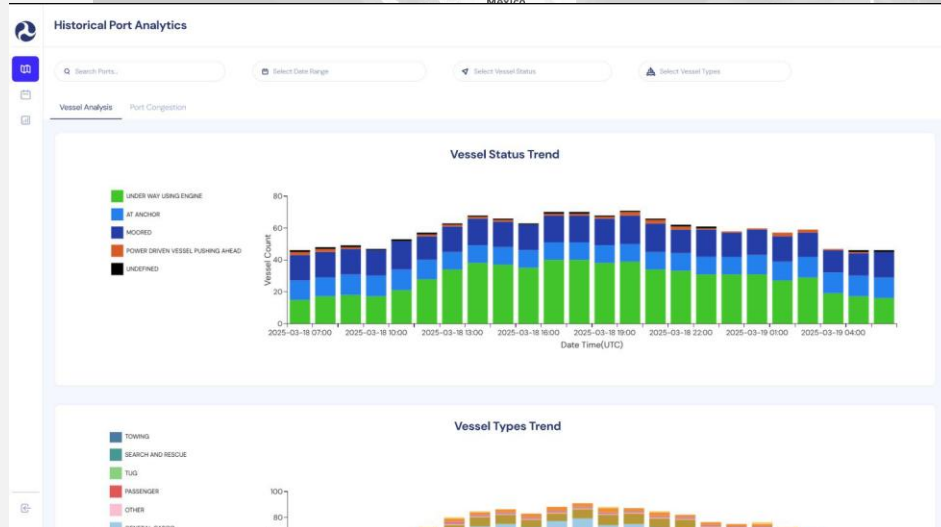 Mexico
Historical Port Analytics
Search Ports...
Select Date Range
Select Vessel Status
Select Vessel Types
Vessel Analysis
Port Congestion
Vessel Status Trend
UNDER WAY USING ENGINE
AT ANCHOR
MOORED
POWER DRIVEN VESSEL PUSHING AHEAD
UNDEFINED
Vessel Count
80
60
40
20
0
2025-03-18 07:00
2025-03-18 10:00
2025-03-18 13:00
2025-03-18 16:00
2025-03-18 19:00
2025-03-18 22:00
2025-03-19 01:00
2025-03-19 04:00
Date Time(UTC)
Vessel Types Trend
TOWING
SEARCH AND RESCUE
TUG
PASSENGER
OTHER
GENERAL CARGO
100
80